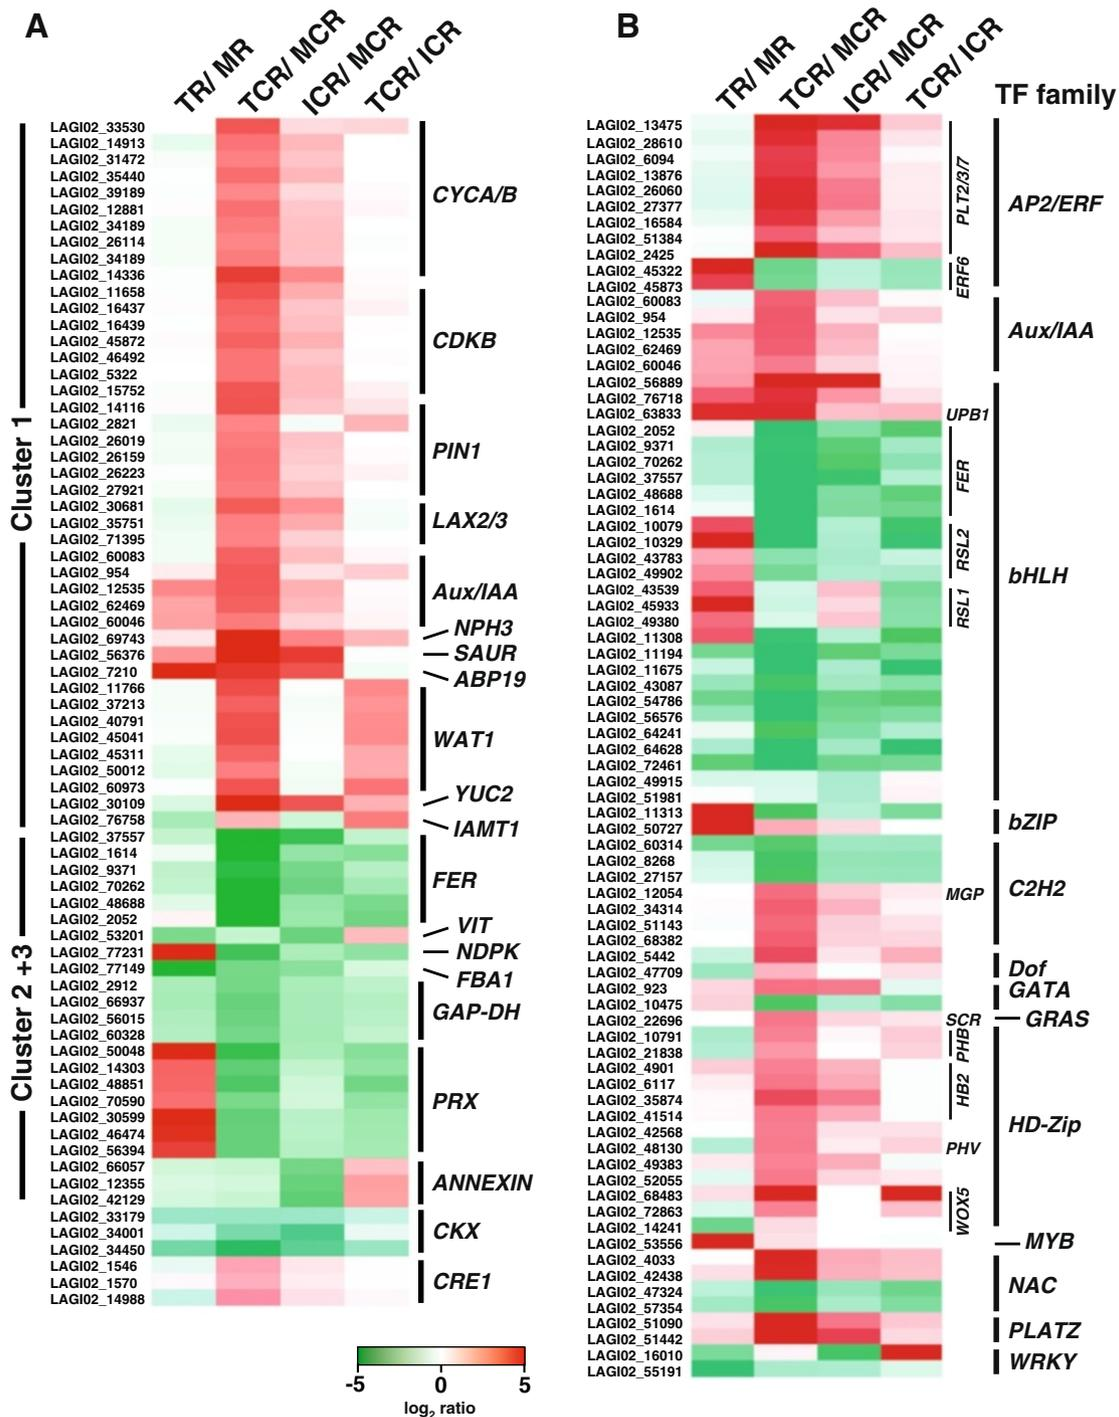 A
TR/ MR
TCR/ MCR
ICR/ MCR
TCR/ ICR
LAGI02_33530
LAGI02_14913
LAGI02_31472
LAGI02_35440
LAGI02_39189
LAGI02_12881
LAGI02_34189
LAGI02_26114
LAGI02_34189
LAGI02_14336
LAGI02_11658
LAGI02_16437
LAGI02_16439
LAGI02_45872
LAGI02_46492
LAGI02_5322
LAGI02_15752
LAGI02_14116
LAGI02_2821
LAGI02_26019
LAGI02_26159
LAGI02_26223
LAGI02_27921
LAGI02_30681
LAGI02_35751
LAGI02_71395
LAGI02_60083
LAGI02_954
LAGI02_12535
LAGI02_62469
LAGI02_60046
LAGI02_69743
LAGI02_56376
LAGI02_7210
LAGI02_11766
LAGI02_37213
LAGI02_40791
LAGI02_45041
LAGI02_45311
LAGI02_50012
LAGI02_60973
LAGI02_30109
LAGI02_76758
LAGI02_37557
LAGI02_1614
LAGI02_9371
LAGI02_70262
LAGI02_48688
LAGI02_2052
LAGI02_53201
LAGI02_77231
LAGI02_77149
LAGI02_2912
LAGI02_66937
LAGI02_56015
LAGI02_60328
LAGI02_50048
LAGI02_14303
LAGI02_48851
LAGI02_70590
LAGI02_30599
LAGI02_46474
LAGI02_56394
LAGI02_66057
LAGI02_12355
LAGI02_42129
LAGI02_33179
LAGI02_34001
LAGI02_34450
LAGI02_1546
LAGI02_1570
LAGI02_14988
Cluster 1
Cluster 2 +3
CYCA/B
CDKB
PIN1
LAX2/3
Aux/IAA
NPH3
SAUR
ABP19
WAT1
YUC2
IAMT1
FER
VIT
NDPK
FBA1
GAP-DH
PRX
ANNEXIN
CKX
CRE1
-5 0 5
log2 ratio
B
TR/ MR
TCR/ MCR
ICR/ MCR
TCR/ ICR
TF family
LAGI02_13475
LAGI02_28610
LAGI02_6094
LAGI02_13876
LAGI02_26060
LAGI02_27377
LAGI02_16584
LAGI02_51384
LAGI02_2425
LAGI02_45322
LAGI02_45873
LAGI02_60083
LAGI02_954
LAGI02_12535
LAGI02_62469
LAGI02_60046
LAGI02_56889
LAGI02_76718
LAGI02_63833
LAGI02_2052
LAGI02_9371
LAGI02_70262
LAGI02_37557
LAGI02_48688
LAGI02_1614
LAGI02_10079
LAGI02_10329
LAGI02_43783
LAGI02_49902
LAGI02_43539
LAGI02_45933
LAGI02_49380
LAGI02_11308
LAGI02_11194
LAGI02_11675
LAGI02_43087
LAGI02_54786
LAGI02_56576
LAGI02_64241
LAGI02_64628
LAGI02_72461
LAGI02_49915
LAGI02_51981
LAGI02_11313
LAGI02_50727
LAGI02_60314
LAGI02_8268
LAGI02_27157
LAGI02_12054
LAGI02_34314
LAGI02_51143
LAGI02_68382
LAGI02_5442
LAGI02_47709
LAGI02_923
LAGI02_10475
LAGI02_22696
LAGI02_10791
LAGI02_21838
LAGI02_4901
LAGI02_6117
LAGI02_35874
LAGI02_41514
LAGI02_42568
LAGI02_48130
LAGI02_49383
LAGI02_52055
LAGI02_68483
LAGI02_72863
LAGI02_14241
LAGI02_53556
LAGI02_4033
LAGI02_42438
LAGI02_47324
LAGI02_57354
LAGI02_51090
LAGI02_51442
LAGI02_16010
LAGI02_55191
PLT2/3/7
ERF6
UPB1
FER
RSL2
RSL1
MGP
SCR
PHB
HB2
PHV
WOX5
AP2/ERF
Aux/IAA
bHLH
bZIP
C2H2
Dof
GATA
GRAS
HD-Zip
MYB
NAC
PLATZ
WRKY